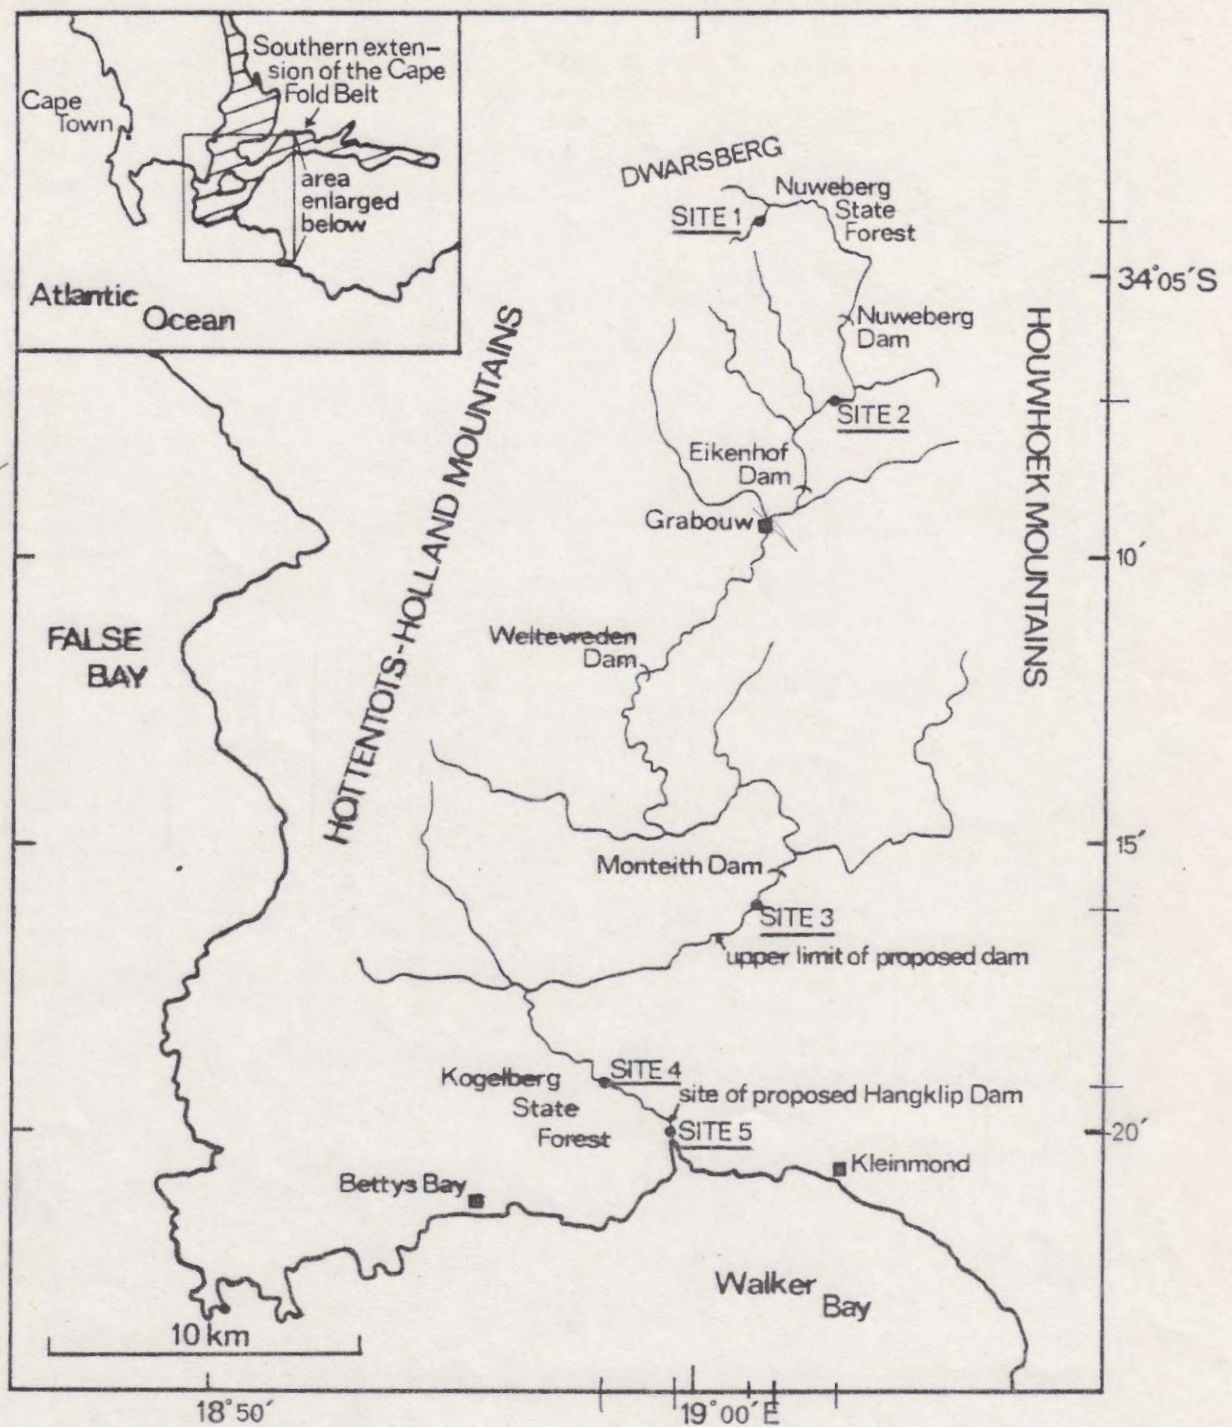 Southern exten-
sion of the Cape
Fold Belt
Cape
Town
area
enlarged
below
Atlantic
Ocean
DWARSBERG
Nuweberg
State
Forest
SITE 1
34°05'S
Nuweberg
Dam
SITE 2
HOTTENTOTS-HOLLAND MOUNTAINS
HOUWHOEK MOUNTAINS
Eikenhof
Dam
Grabouw
10'
FALSE
BAY
Weltevreden
Dam
15'
Monteith Dam
SITE 3
upper limit of proposed dam
Kogelberg
State
Forest
SITE 4
site of proposed Hangklip Dam
SITE 5
20'
Kleinmond
Bettys Bay
Walker
Bay
10 km
18°50'
19°00'E